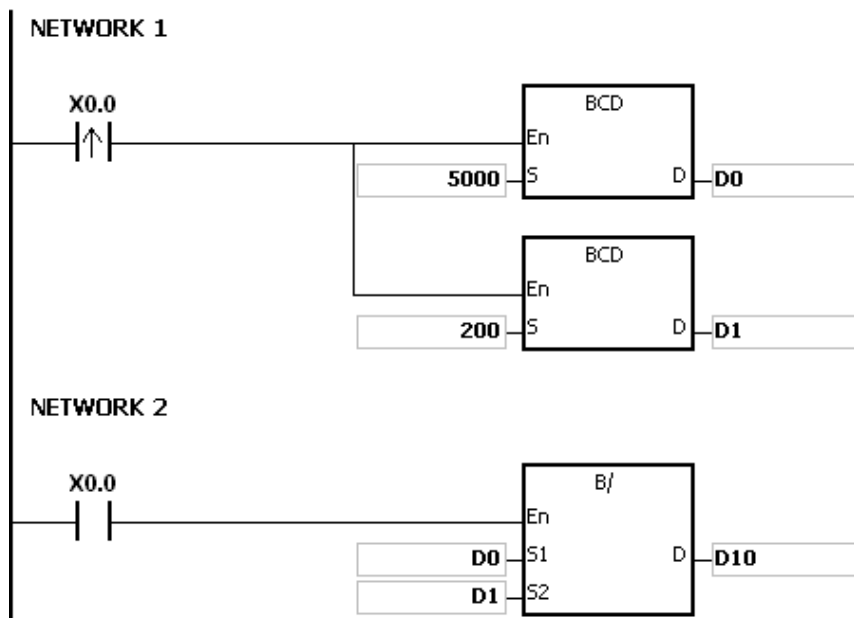 NETWORK 1
X0.0
BCD
En
5000 S D D0
BCD
En
200 S D D1
NETWORK 2
X0.0
B/
En
D0 S1 D D10
D1 S2